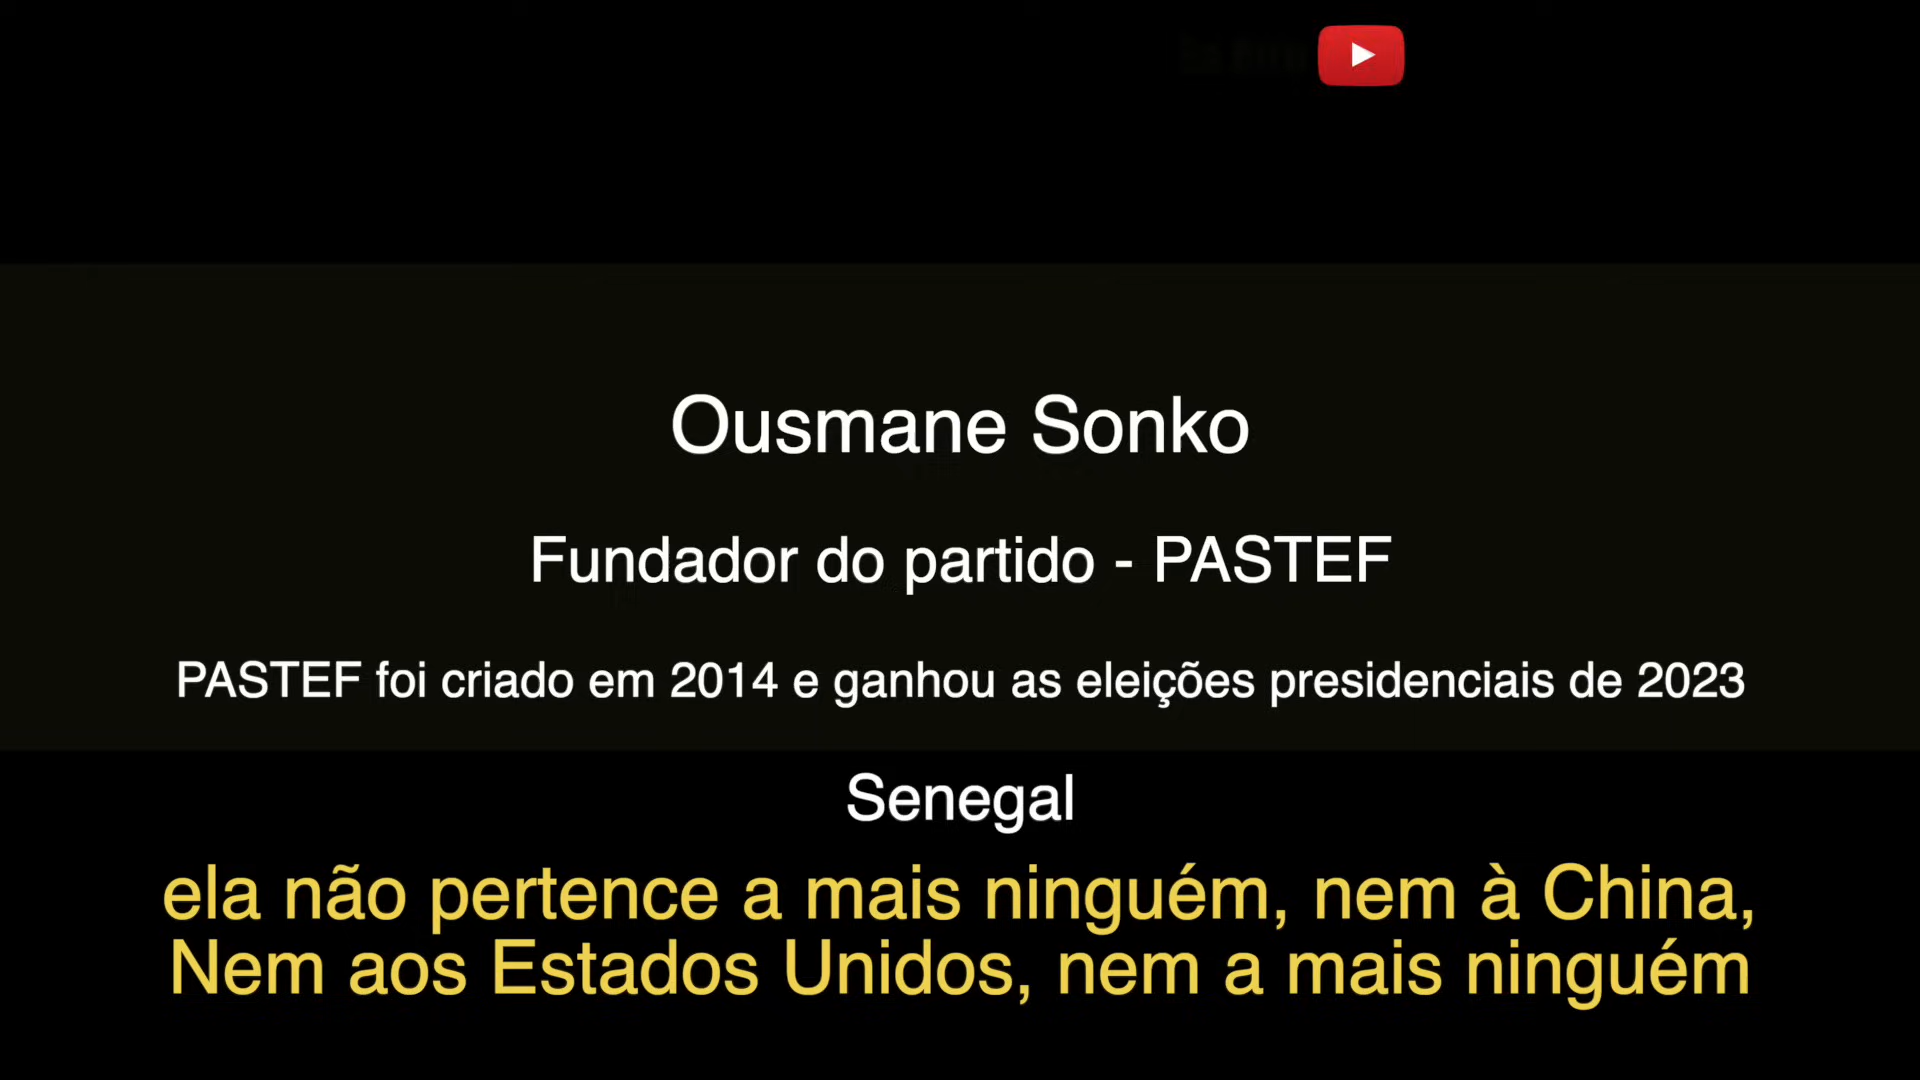 Ousmane Sonko
Fundador do partido - PASTEF
PASTEF foi criado em 2014 e ganhou as eleições presidenciais de 2023
Senegal
ela não pertence a mais ninguém, nem à China,
Nem aos Estados Unidos, nem a mais ninguém